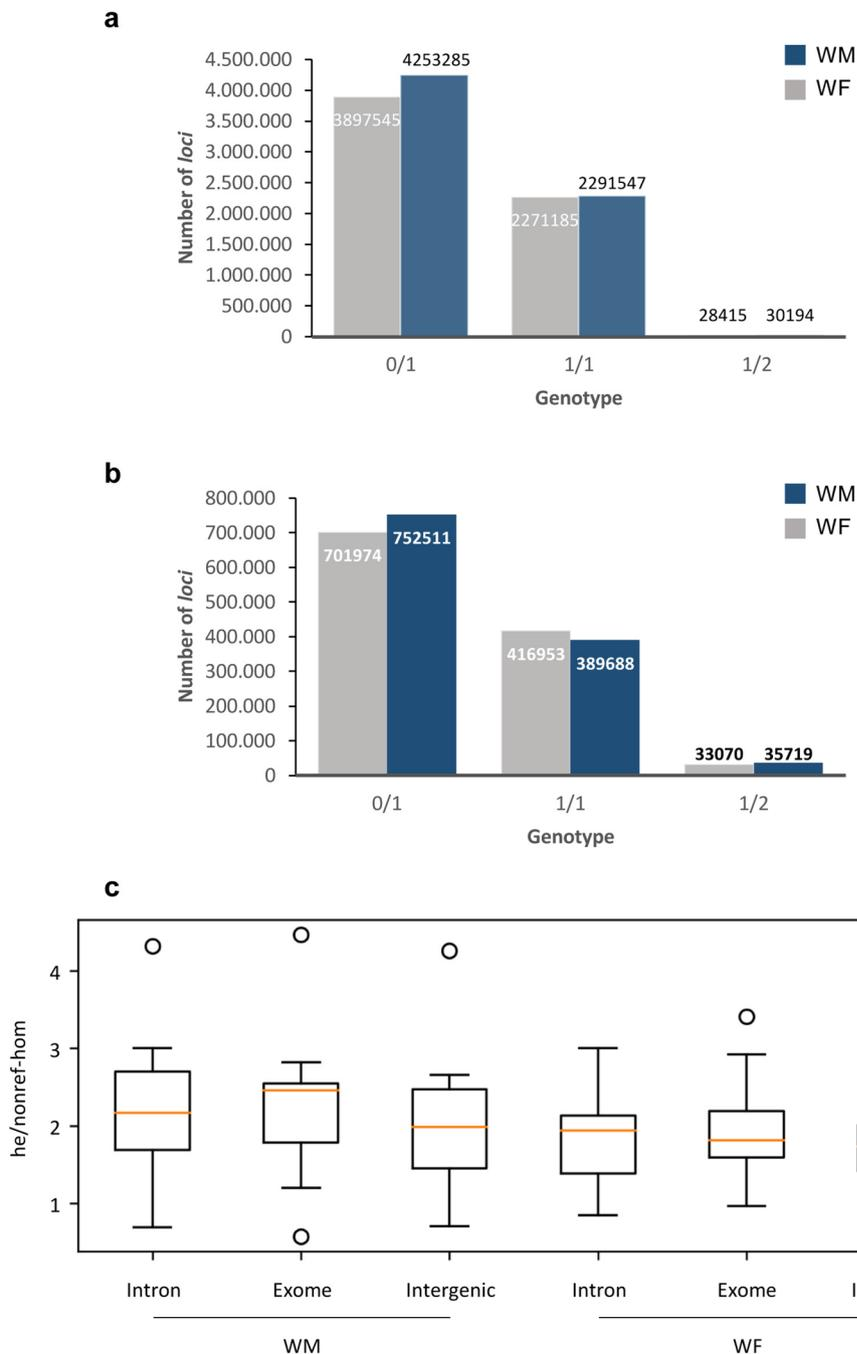 a
4.500.000
4.000.000
3.500.000
3.000.000
2.500.000
2.000.000
1.500.000
1.000.000
500.000
0
Number of loci
3897545
4253285
2271185
2291547
28415 30194
0/1 1/1 1/2
Genotype
WM
WF
b
800.000
700.000
600.000
500.000
400.000
300.000
200.000
100.000
0
Number of loci
701974
752511
416953
389688
33070 35719
0/1 1/1 1/2
Genotype
WM
WF
c
4
3
2
1
he/nonref-hom
Intron Exome Intergenic Intron Exome
WM WF